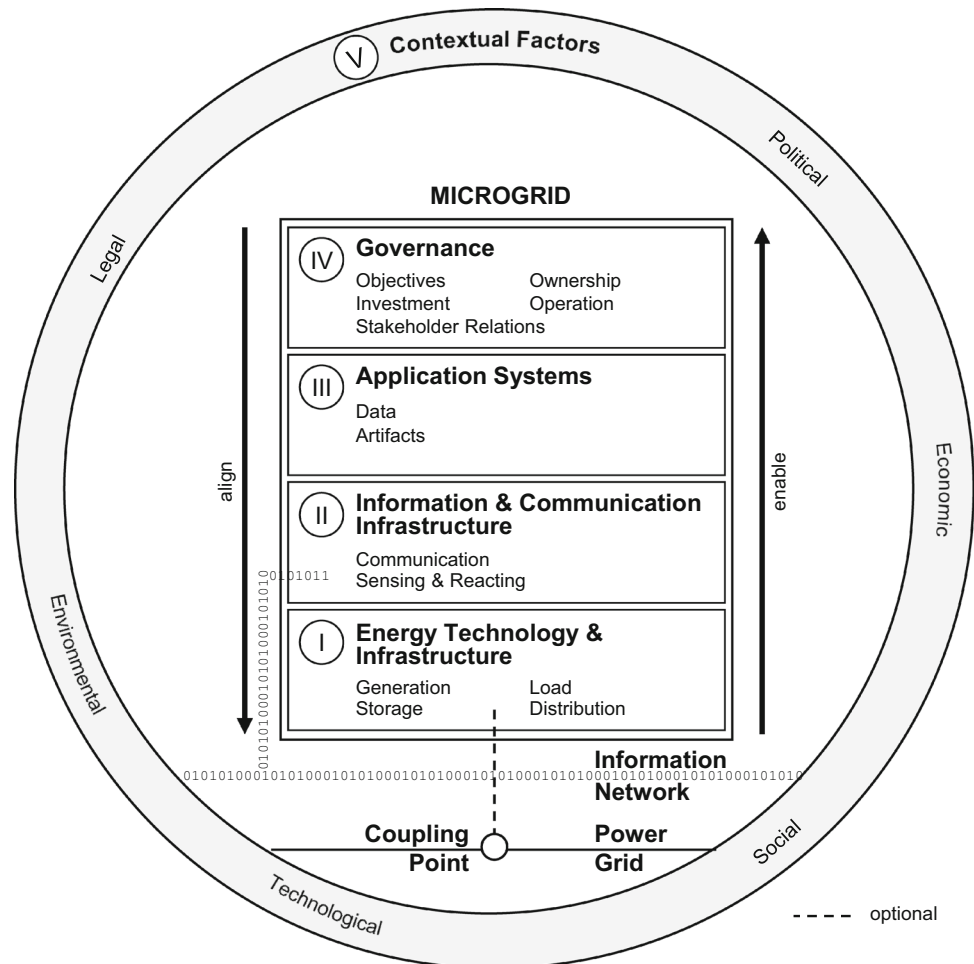 V Contextual Factors
Political
Legal
Economic
Environmental
Social
Technological
MICROGRID
align
enable
IV Governance
Objectives Ownership
Investment Operation
Stakeholder Relations
III Application Systems
Data
Artifacts
II Information & Communication
Infrastructure
Communication
Sensing & Reacting
I Energy Technology &
Infrastructure
Generation Load
Storage Distribution
Information
Network
Coupling
Point
Power
Grid
optional